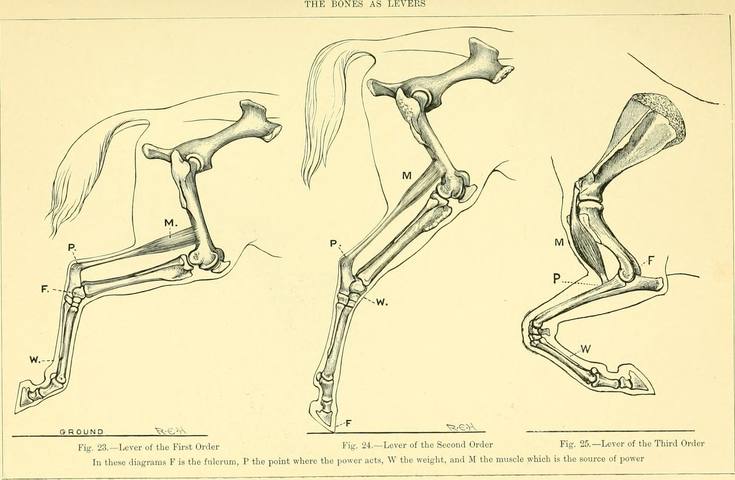 THE BONES AS LEVERS
M.
P.
F.
W.
GROUND
R.E.H
Fig. 23.—Lever of the First Order
M
P.
W.
F
R.E.H
Fig. 24.—Lever of the Second Order
M
F
P
W
Fig. 25.—Lever of the Third Order
In these diagrams F is the fulcrum, P the point where the power acts, W the weight, and M the muscle which is the source of power